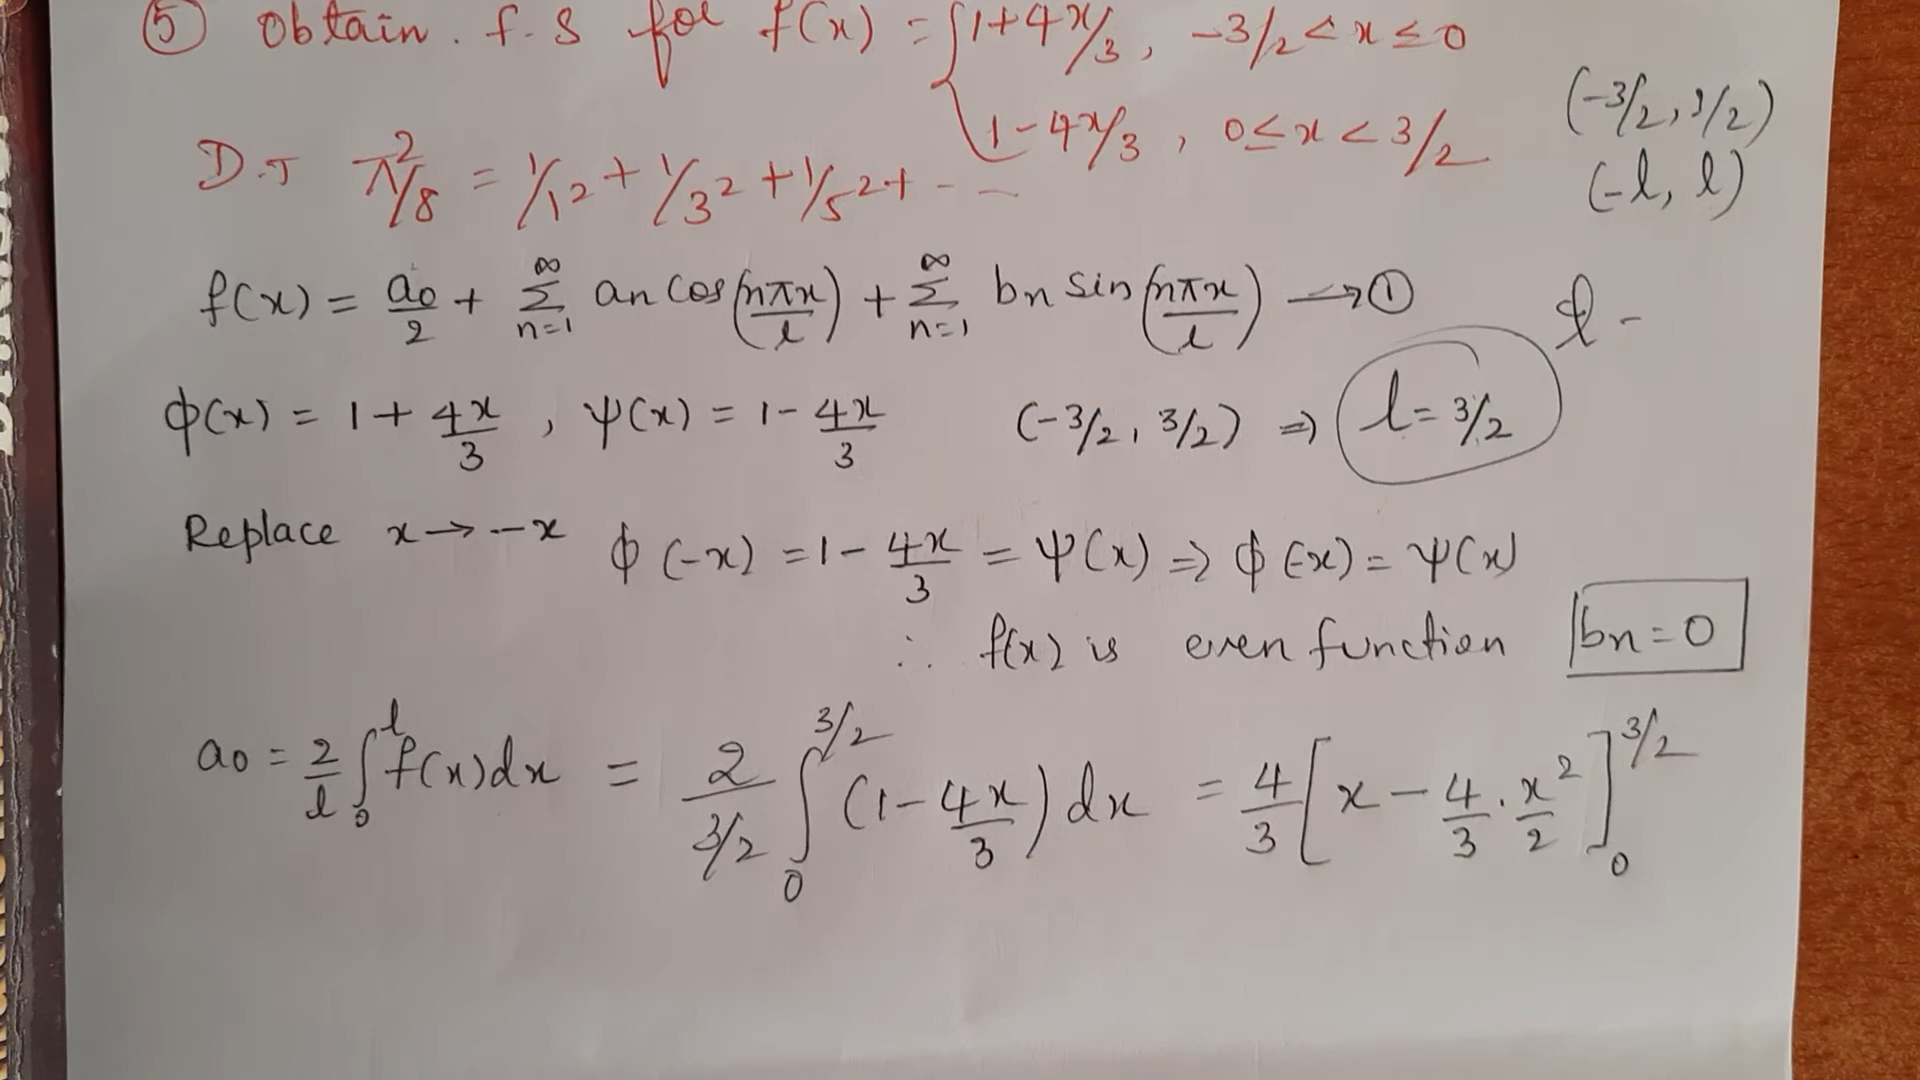 ⑤ Obtain. f.s for f(x) = { 1+4x/3, -3/2 < x ≤ 0
1-4x/3, 0 ≤ x < 3/2
(-3/2, 3/2)
(-l, l)
D.T π²/8 = 1/1² + 1/3² + 1/5² + - - -
f(x) = a0/2 + ∞Σn=1 an cos(nπx/l) + ∞Σn=1 bn sin(nπx/l) → ①
l -
φ(x) = 1 + 4x/3, ψ(x) = 1 - 4x/3 (-3/2, 3/2) ⇒ l = 3/2
Replace x → -x φ(-x) = 1 - 4x/3 = ψ(x) ⇒ φ(-x) = ψ(x)
∴ f(x) is even function bn = 0
a0 = 2/l ∫₀ˡ f(x)dx = 2/(3/2) ∫₀^3/2 (1 - 4x/3) dx = 4/3 [x - 4/3 . x²/2]₀^3/2